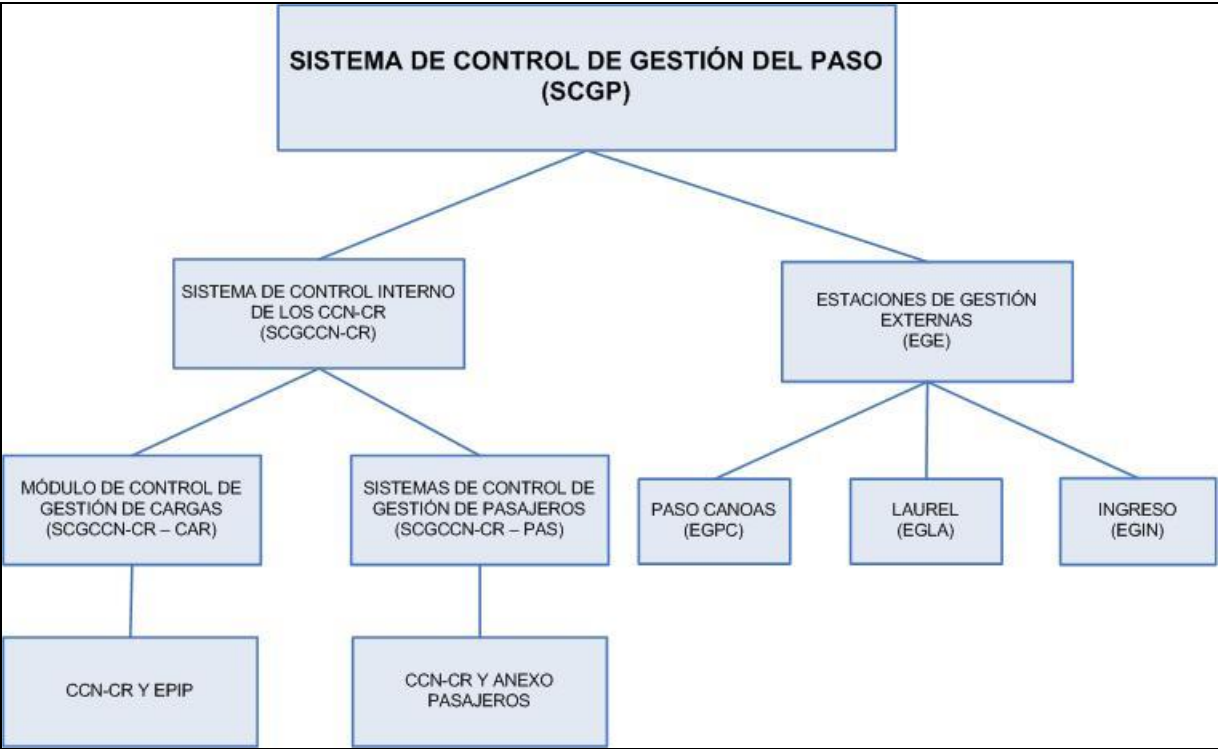 SISTEMA DE CONTROL DE GESTIÓN DEL PASO
(SCGP)
SISTEMA DE CONTROL INTERNO
DE LOS CCN-CR
(SCGCCN-CR)
ESTACIONES DE GESTIÓN
EXTERNAS
(EGE)
MÓDULO DE CONTROL DE
GESTIÓN DE CARGAS
(SCGCCN-CR – CAR)
SISTEMAS DE CONTROL DE
GESTIÓN DE PASAJEROS
(SCGCCN-CR – PAS)
PASO CANOAS
(EGPC)
LAUREL
(EGLA)
INGRESO
(EGIN)
CCN-CR Y EPIP
CCN-CR Y ANEXO
PASAJEROS